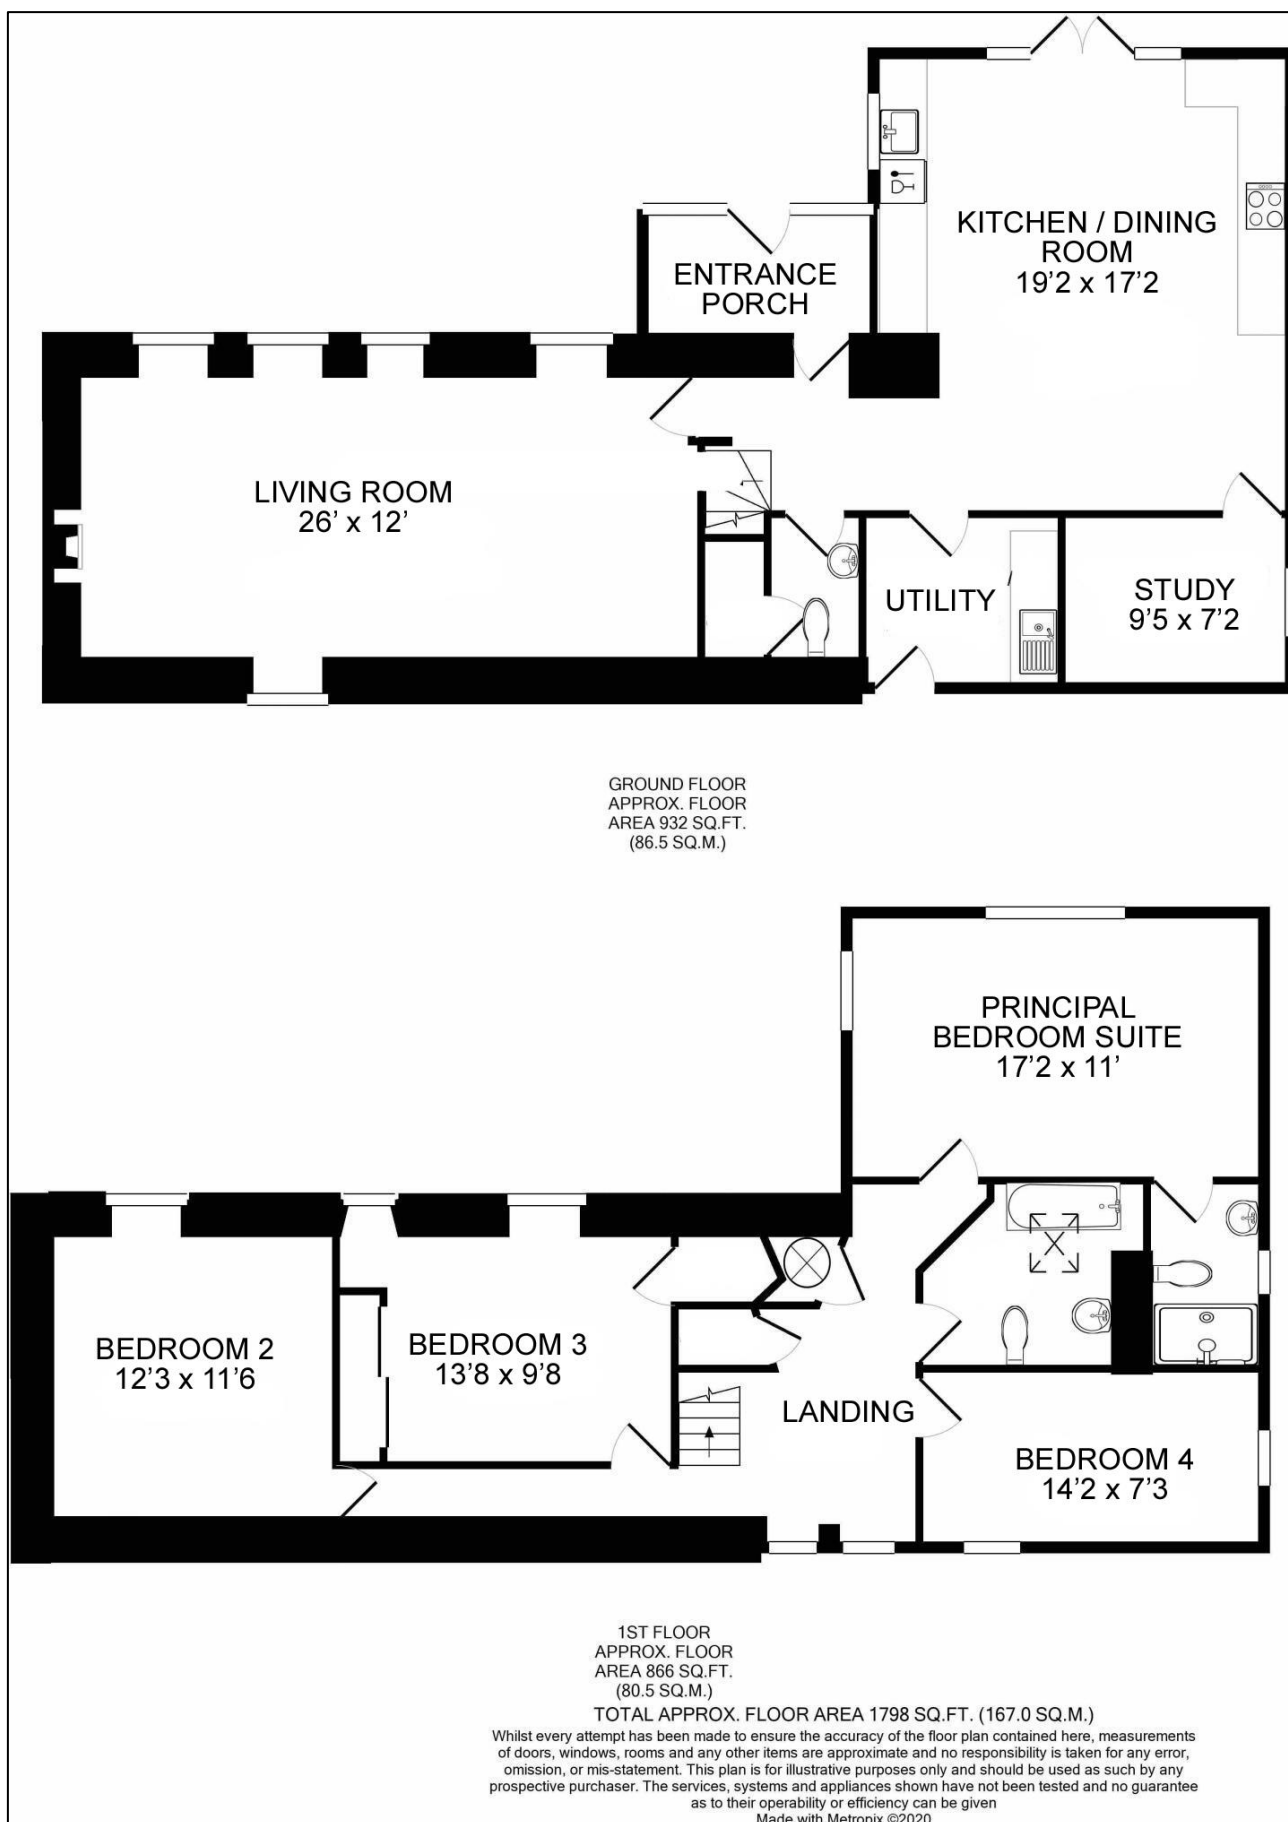 KITCHEN / DINING
ROOM
19'2 x 17'2
ENTRANCE
PORCH
LIVING ROOM
26' x 12'
UTILITY
STUDY
9'5 x 7'2
GROUND FLOOR
APPROX. FLOOR
AREA 932 SQ.FT.
(86.5 SQ.M.)
PRINCIPAL
BEDROOM SUITE
17'2 x 11'
BEDROOM 2
12'3 x 11'6
BEDROOM 3
13'8 x 9'8
LANDING
BEDROOM 4
14'2 x 7'3
1ST FLOOR
APPROX. FLOOR
AREA 866 SQ.FT.
(80.5 SQ.M.)
TOTAL APPROX. FLOOR AREA 1798 SQ.FT. (167.0 SQ.M.)
Whilst every attempt has been made to ensure the accuracy of the floor plan contained here, measurements
of doors, windows, rooms and any other items are approximate and no responsibility is taken for any error,
omission, or mis-statement. This plan is for illustrative purposes only and should be used as such by any
prospective purchaser. The services, systems and appliances shown have not been tested and no guarantee
as to their operability or efficiency can be given
Made with Metropix ©2020